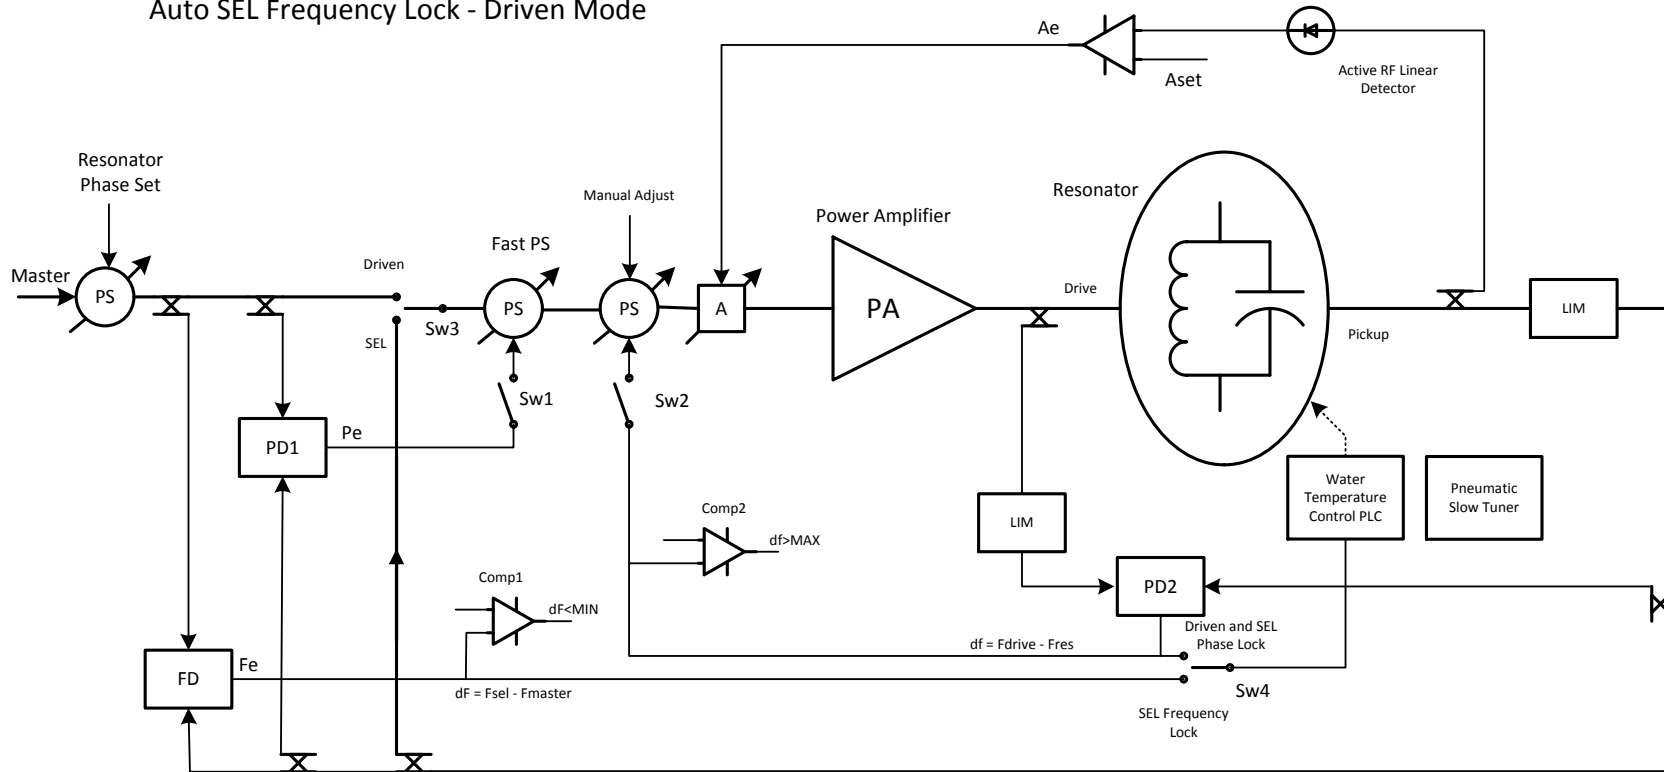 Auto SEL Frequency Lock - Driven Mode
Ae
Aset
Active RF Linear
Detector
Resonator
Phase Set
Manual Adjust
Resonator
Power Amplifier
Fast PS
Master
Driven
Drive
PS
PS
PS
A
PA
LIM
Sw3
SEL
Pickup
Sw1
Sw2
Pe
PD1
Water
Temperature
Control PLC
Pneumatic
Slow Tuner
Comp2
LIM
df>MAX
Comp1
PD2
dF<MIN
Driven and SEL
Phase Lock
df = Fdrive - Fres
Fe
FD
dF = Fsel - Fmaster
Sw4
SEL Frequency
Lock